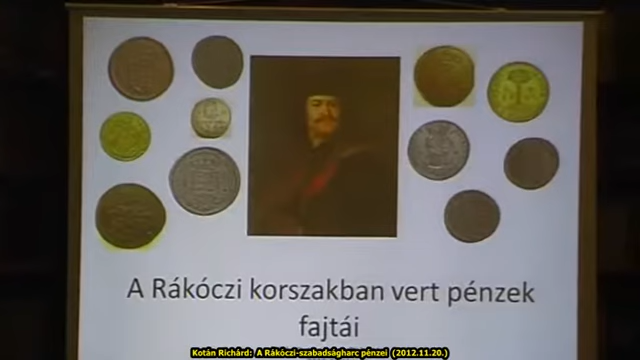 A Rákóczi korszakban vert pénzek
fajtái
Kotán Richárd: A Rákóczi-szabadságharc pénzei (2012.11.20.)